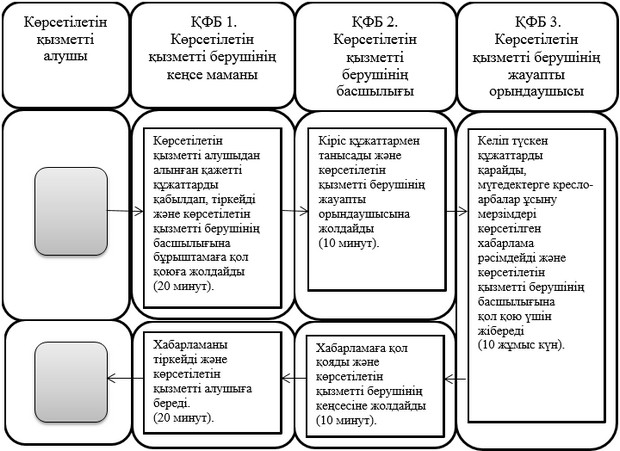 Көрсетілетін
қызметті
алушы
ҚФБ 1.
Көрсетілетін
қызметті берушінің
кеңсе маманы
ҚФБ 2.
Көрсетілетін
қызметті
берушінің
басшылығы
ҚФБ 3.
Көрсетілетін
қызметті берушінің
жауапты
орындаушысы
Көрсетілетін
қызметті алушыдан
алынған қажетті
құжаттарды
қабылдап, тіркейді
және көрсетілетін
қызметті берушінің
басшылығына
бұрыштамаға қол
қоюға жолдайды
(20 минут).
Кіріс құжаттармен
танысады және
көрсетілетін
қызметті берушінің
жауапты
орындаушысына
жолдайды
(10 минут).
Келіп түскен
құжаттарды
қарайды,
мүгедектерге кресло-
арбалар ұсыну
мерзімдері
көрсетілген
хабарлама
рәсімдейді және
көрсетілетін
қызметті берушінің
басшылығына
қол қою үшін
жібереді
(10 жұмыс күн).
Хабарламаны
тіркейді және
көрсетілетін
қызметті алушыға
береді.
(20 минут).
Хабарламаға қол
қояды және
көрсетілетін
қызметті берушінің
кеңсесіне жолдайды
(10 минут).